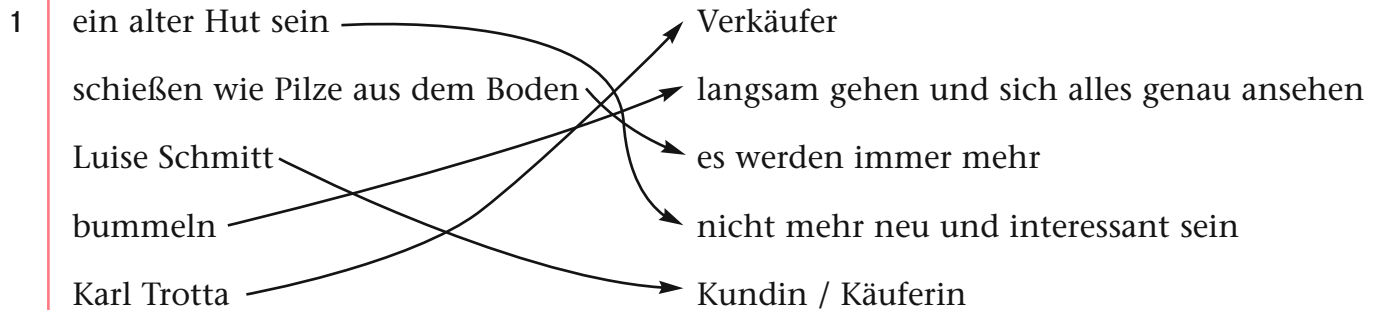 1 ein alter Hut sein Verkäufer
schießen wie Pilze aus dem Boden langsam gehen und sich alles genau ansehen
Luise Schmitt es werden immer mehr
bummeln nicht mehr neu und interessant sein
Karl Trotta Kundin / Käuferin